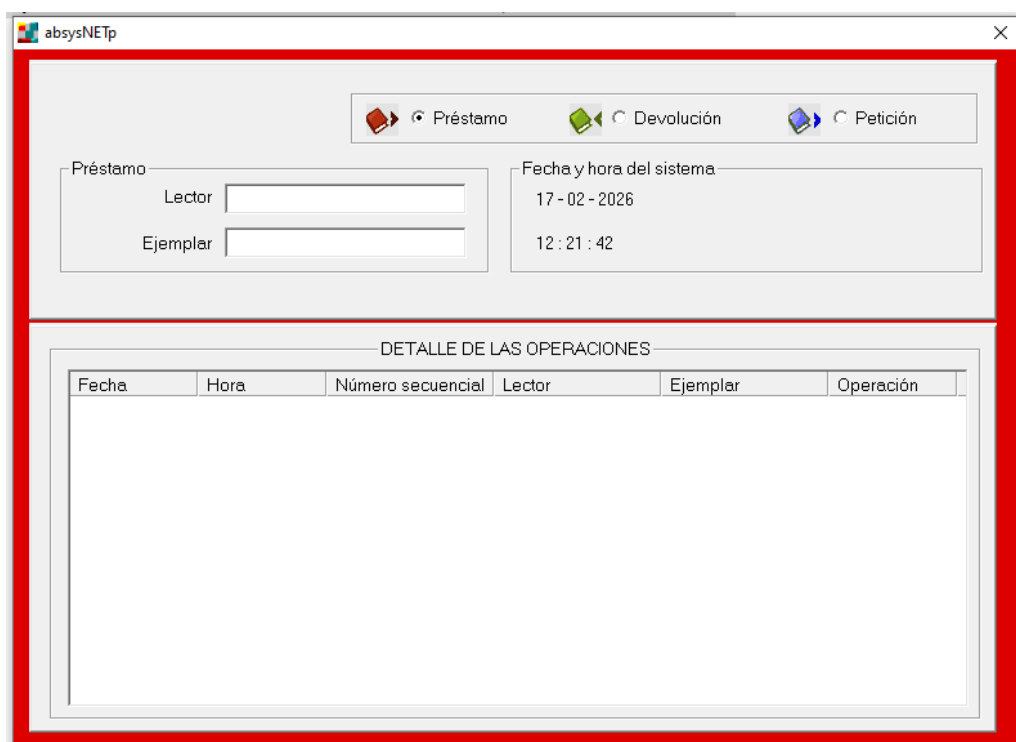 absysNETp
Préstamo Devolución Petición
Préstamo
Lector
Ejemplar
Fecha y hora del sistema
17 - 02 - 2026
12 : 21 : 42
DETALLE DE LAS OPERACIONES
Fecha Hora Número secuencial Lector Ejemplar Operación